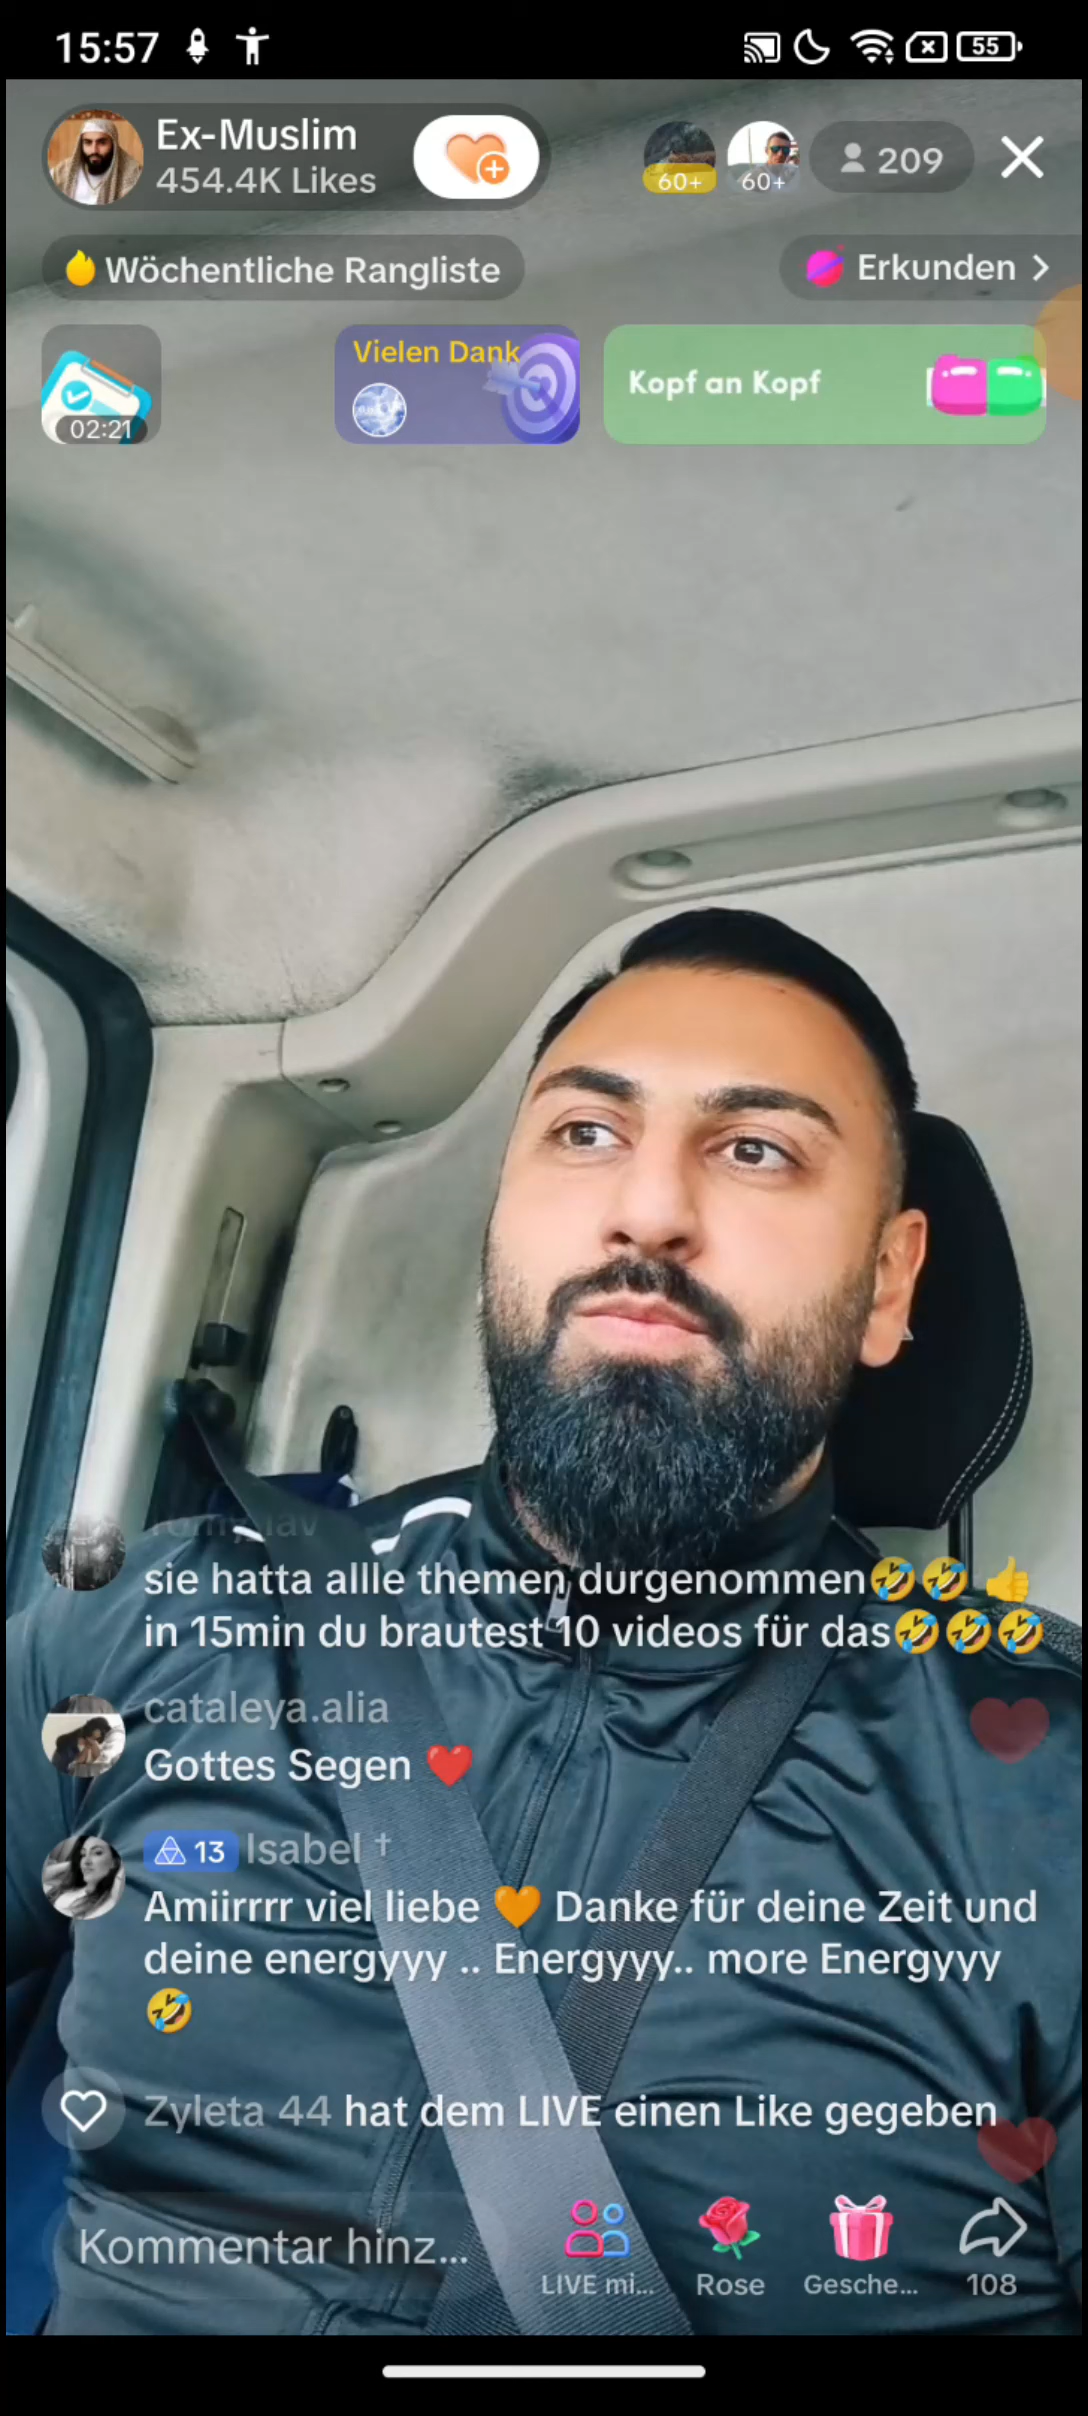 15:57
55
Ex-Muslim
454.4K Likes
60+
60+
209
Wöchentliche Rangliste
Erkunden >
02:21
Vielen Dank
Kopf an Kopf
sie hatta allle themen durgenommen🤣🤣 👍
in 15min du brautest 10 videos für das🤣🤣🤣
cataleya.alia
Gottes Segen ❤️
13 Isabel †
Amiirrrr viel liebe 🧡 Danke für deine Zeit und
deine energyyy .. Energyyy.. more Energyyy
🤣
Zyleta 44 hat dem LIVE einen Like gegeben
Kommentar hinz...
LIVE mi...
Rose
Gesche...
108